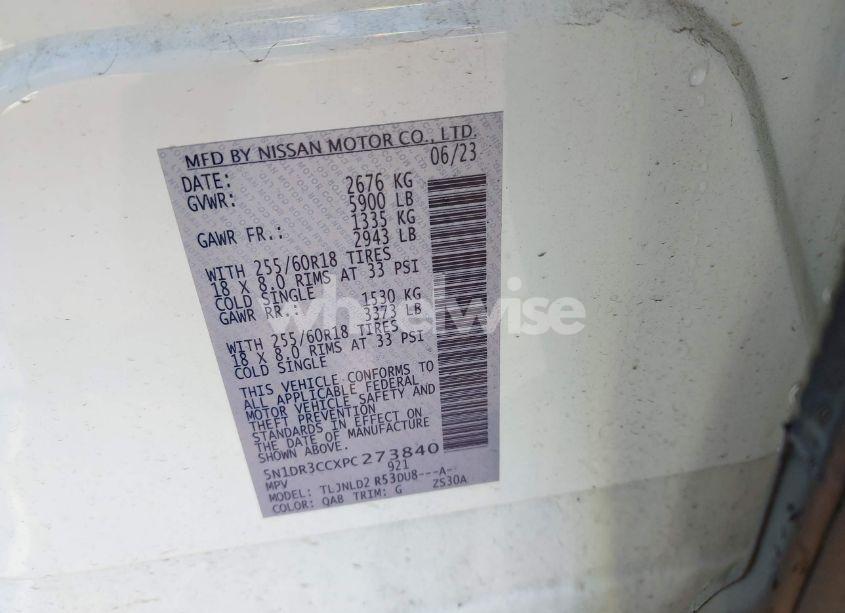 MFD BY NISSAN MOTOR CO., LTD.
DATE: 06/23
GVWR: 2676 KG
5900 LB
GAWR FR.: 1335 KG
2943 LB
WITH 255/60R18 TIRES
18 X 8.0 RIMS AT 33 PSI
COLD SINGLE
GAWR RR.: 1530 KG
3373 LB
WITH 255/60R18 TIRES
18 X 8.0 RIMS AT 33 PSI
COLD SINGLE
THIS VEHICLE CONFORMS TO
ALL APPLICABLE FEDERAL
MOTOR VEHICLE SAFETY AND
THEFT PREVENTION
STANDARDS IN EFFECT ON
THE DATE OF MANUFACTURE
SHOWN ABOVE.
5N1DR3CCXPC273840
MPV 921
MODEL: TLJNLD2 R53DU8---A-
COLOR: QAB TRIM: G ZS30A
wheelwise